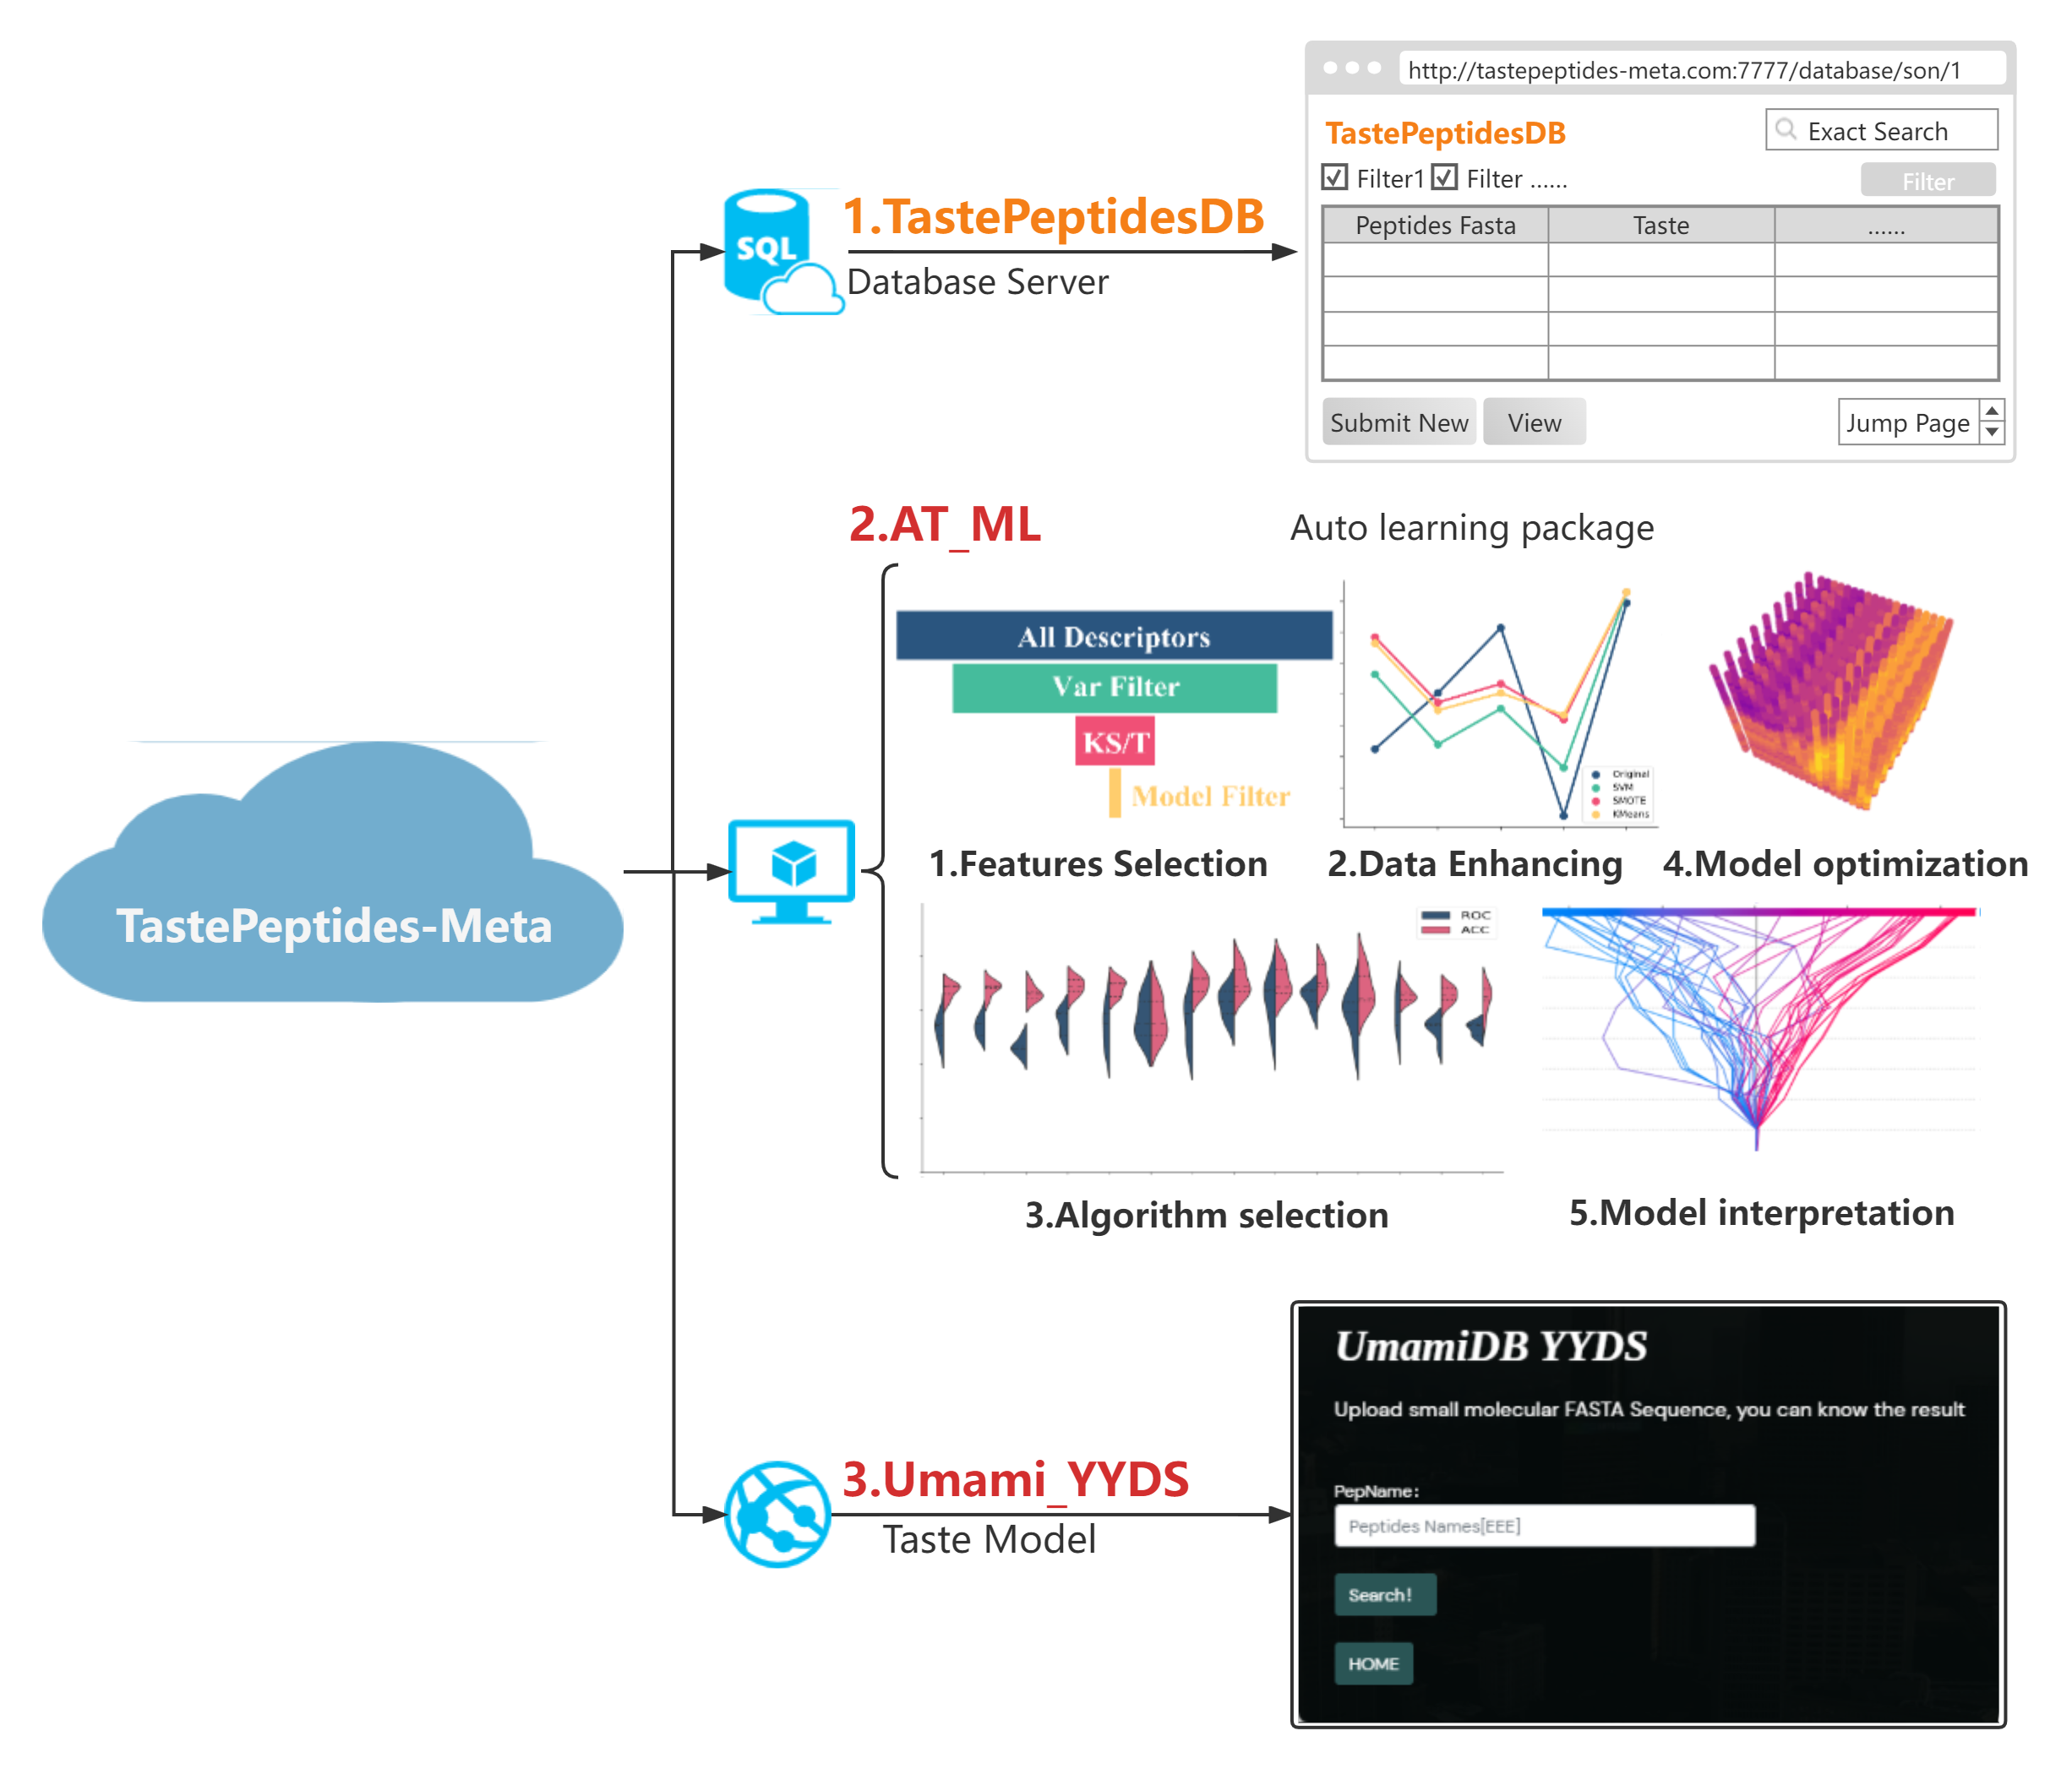 http://tastepeptides-meta.com:7777/database/son/1
TastePeptidesDB
Exact Search
Filter1 Filter ......
Filter
Peptides Fasta Taste ......
Submit New View Jump Page
SQL
1.TastePeptidesDB
Database Server
2.AT_ML
Auto learning package
All Descriptors
Var Filter
KS/T
Model Filter
Original
SVM
SMOTE
KMeans
1.Features Selection
2.Data Enhancing
4.Model optimization
TastePeptides-Meta
ROC
ACC
3.Algorithm selection
5.Model interpretation
3.Umami_YYDS
Taste Model
UmamiDB YYDS
Upload small molecular FASTA Sequence, you can know the result
PepName:
Peptides Names[EEE]
Search!
HOME